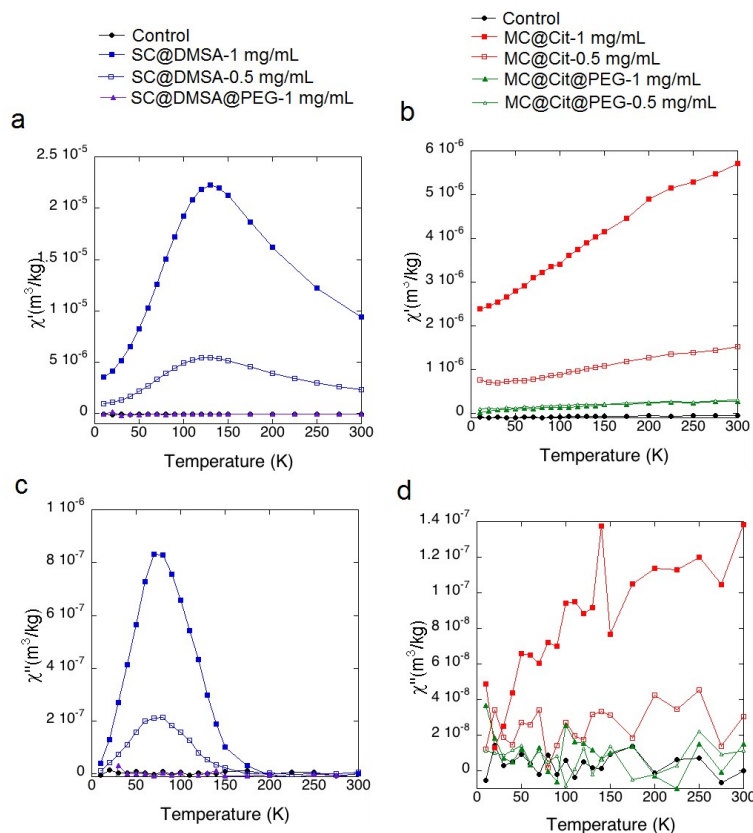 Control
SC@DMSA-1 mg/mL
SC@DMSA-0.5 mg/mL
SC@DMSA@PEG-1 mg/mL
Control
MC@Cit-1 mg/mL
MC@Cit-0.5 mg/mL
MC@Cit@PEG-1 mg/mL
MC@Cit@PEG-0.5 mg/mL
a
2.5 10⁻⁵
2 10⁻⁵
1 10⁻⁵
1 10⁻⁵
5 10⁻⁶
0
χ'(m³/kg)
0 50 100 150 200 250 300
Temperature (K)
b
6 10⁻⁶
5 10⁻⁶
4 10⁻⁶
3 10⁻⁶
2 10⁻⁶
1 10⁻⁶
0
χ'(m³/kg)
0 50 100 150 200 250 300
Temperature (K)
c
1 10⁻⁶
8 10⁻⁷
6 10⁻⁷
4 10⁻⁷
2 10⁻⁷
0
χ"(m³/kg)
0 50 100 150 200 250 300
Temperature (K)
d
1.4 10⁻⁷
1.2 10⁻⁷
1 10⁻⁷
8 10⁻⁸
6 10⁻⁸
4 10⁻⁸
2 10⁻⁸
0
χ"(m³/kg)
0 50 100 150 200 250 300
Temperature (K)